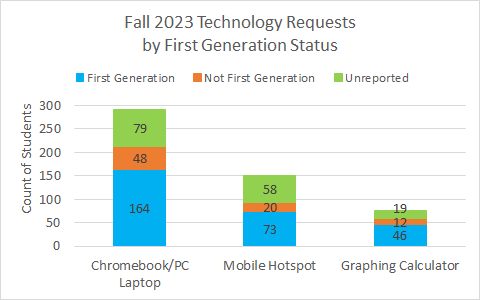 Fall 2023 Technology Requests
by First Generation Status
First Generation Not First Generation Unreported
Count of Students
300
250
200
150
100
50
0
79
48
164
58
20
73
19
12
46
Chromebook/PC
Laptop
Mobile Hotspot
Graphing Calculator